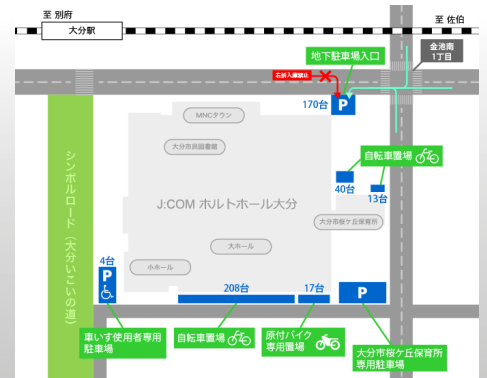 至 別府
至 佐伯
大分駅
金池南
1丁目
地下駐車場入口
右折入庫禁止
170台
P
MNCタウン
大分市民図書館
自転車置場
40台
13台
シンボルロード（大分いこいの道）
J:COM ホルトホール大分
大分市桜ケ丘保育所
大ホール
小ホール
4台
P
208台
17台
P
車いす使用者専用
駐車場
自転車置場
原付バイク
専用置場
大分市桜ケ丘保育所
専用駐車場